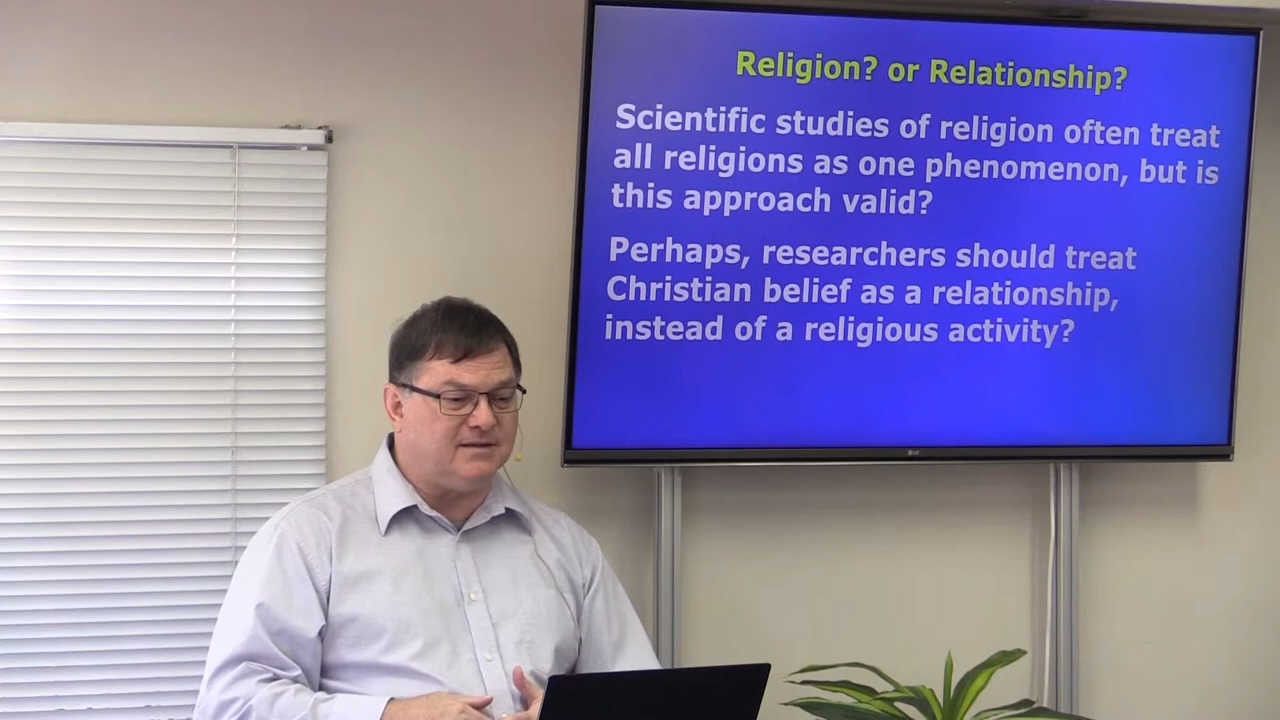 Religion? or Relationship?
Scientific studies of religion often treat
all religions as one phenomenon, but is
this approach valid?
Perhaps, researchers should treat
Christian belief as a relationship,
instead of a religious activity?
LG